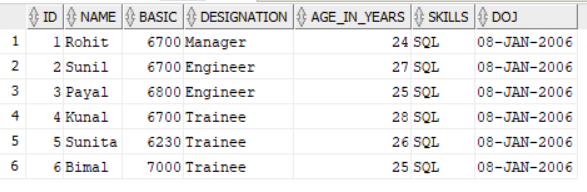 ID NAME BASIC DESIGNATION AGE_IN_YEARS SKILLS DOJ
1 1 Rohit 6700 Manager 24 SQL 08-JAN-2006
2 2 Sunil 6700 Engineer 27 SQL 08-JAN-2006
3 3 Payal 6800 Engineer 25 SQL 08-JAN-2006
4 4 Kunal 6700 Trainee 28 SQL 08-JAN-2006
5 5 Sunita 6230 Trainee 26 SQL 08-JAN-2006
6 6 Bimal 7000 Trainee 25 SQL 08-JAN-2006